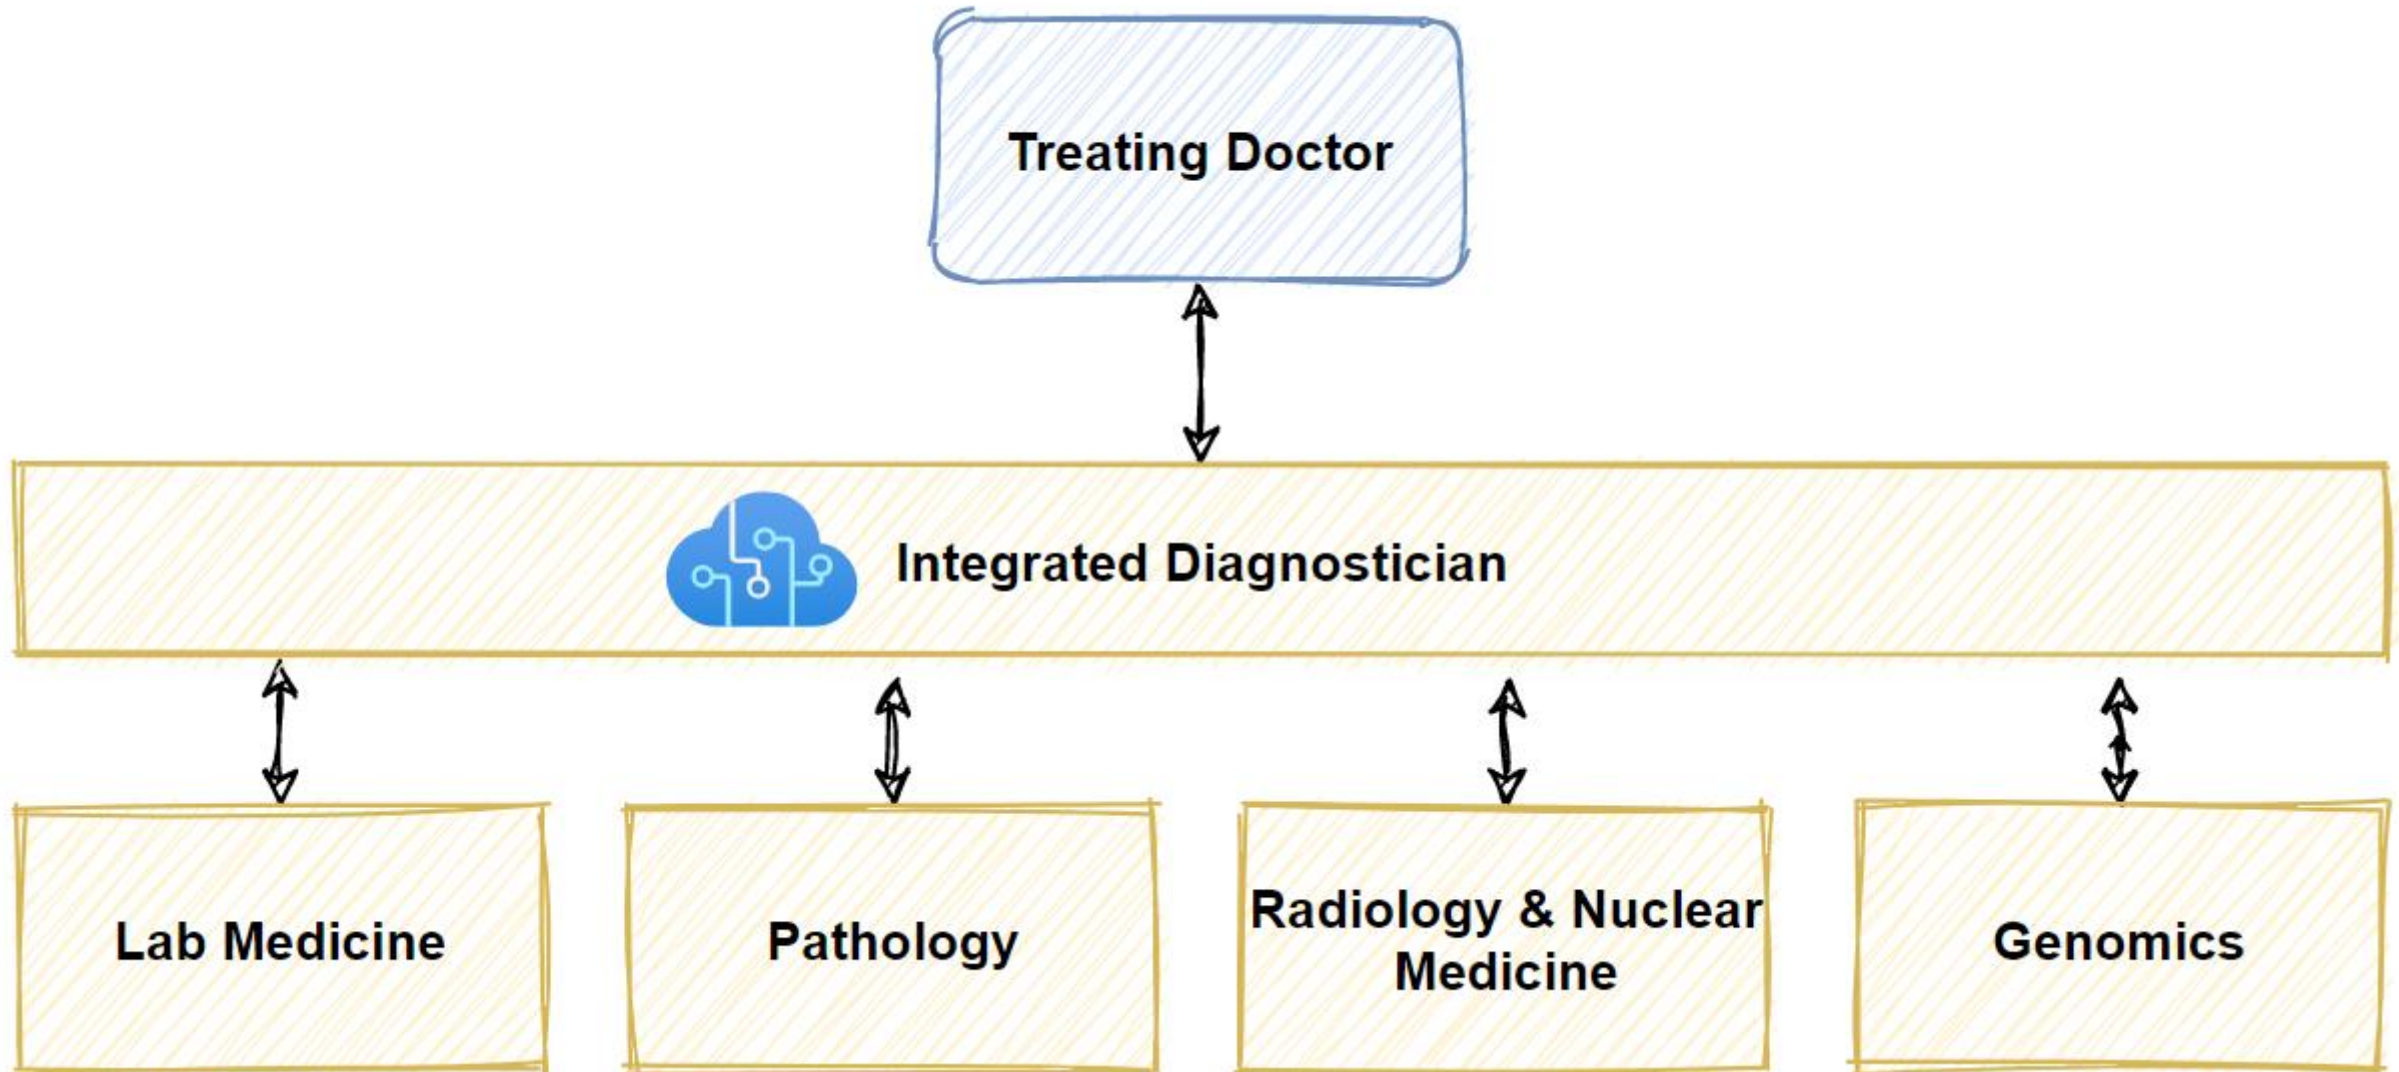 Treating Doctor
Integrated Diagnostician
Lab Medicine
Pathology
Radiology & Nuclear
Medicine
Genomics